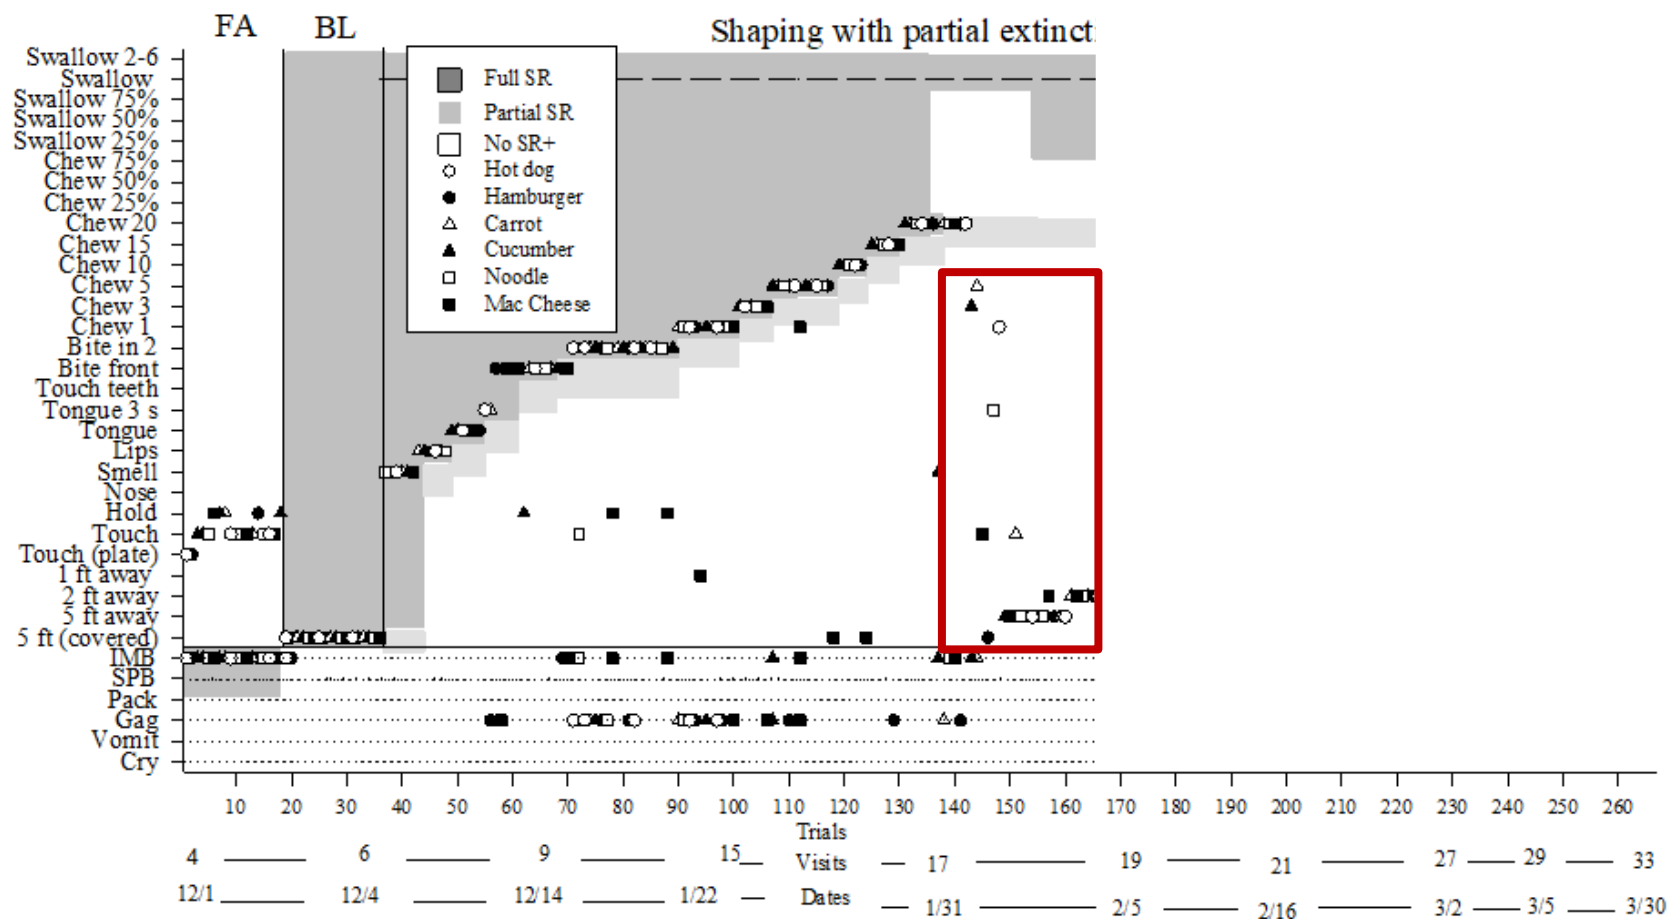 FA BL Shaping with partial extinct
Swallow 2-6
Swallow
Swallow 75%
Swallow 50%
Swallow 25%
Chew 75%
Chew 50%
Chew 25%
Chew 20
Chew 15
Chew 10
Chew 5
Chew 3
Chew 1
Bite in 2
Bite front
Touch teeth
Tongue 3 s
Tongue
Lips
Smell
Nose
Hold
Touch
Touch (plate)
1 ft away
2 ft away
5 ft away
5 ft (covered)
IMB
SPB
Pack
Gag
Vomit
Cry
Full SR
Partial SR
No SR+
Hot dog
Hamburger
Carrot
Cucumber
Noodle
Mac Cheese
10 20 30 40 50 60 70 80 90 100 110 120 130 140 150 160 170 180 190 200 210 220 230 240 250 260
Trials
4 6 9 15 Visits 17 19 21 27 29 33
12/1 12/4 12/14 1/22 Dates 1/31 2/5 2/16 3/2 3/5 3/30